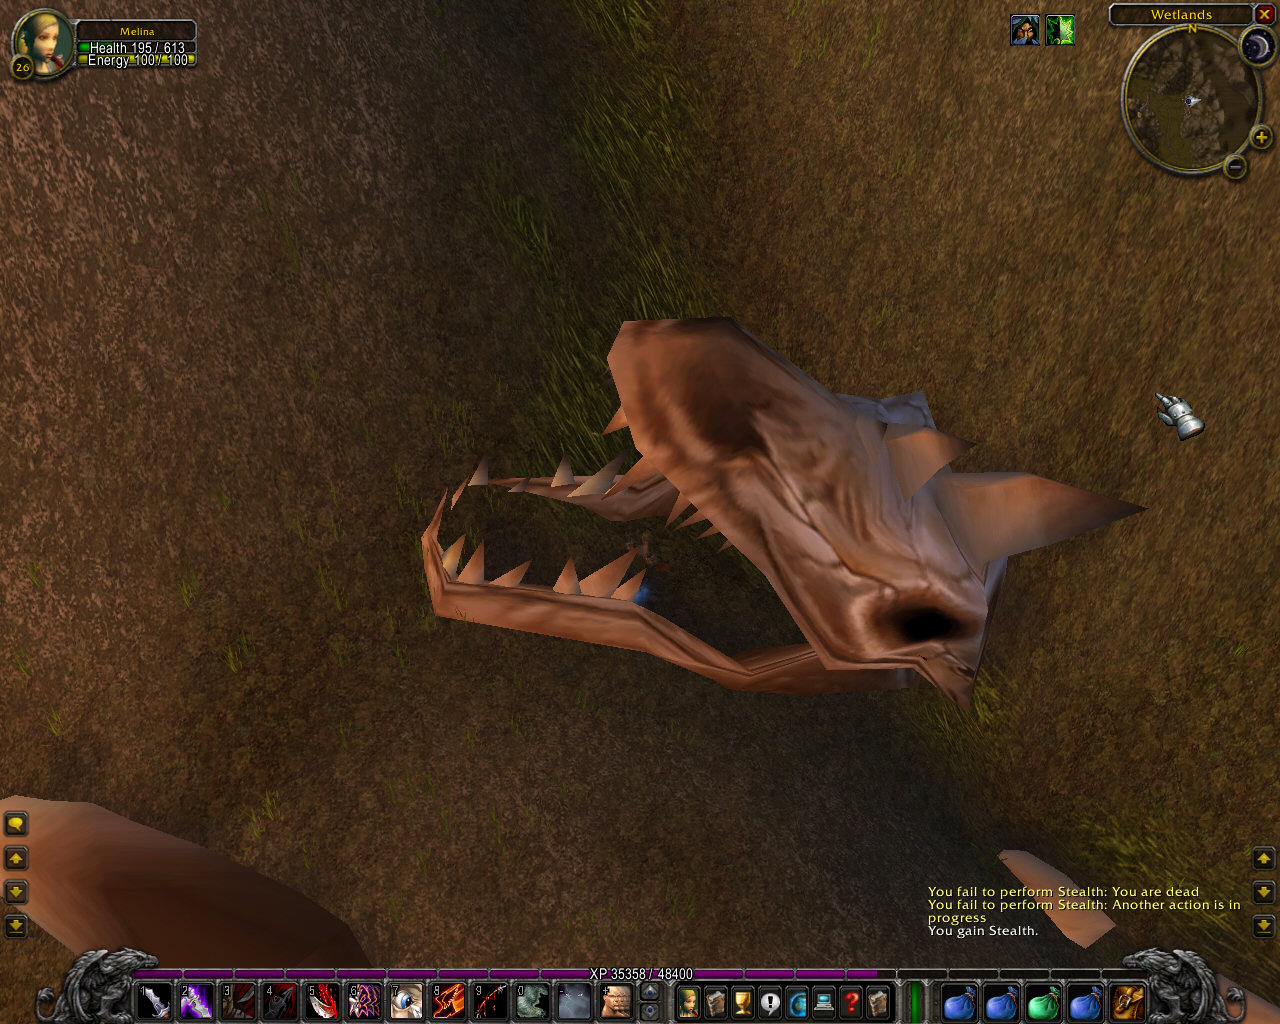 Melina
Health 195 / 613
Energy 100 / 100
26
Wetlands
N
You fail to perform Stealth: You are dead
You fail to perform Stealth: Another action is in
progress
You gain Stealth.
XP 35358 / 48400
1 2 3 4 5 6 7 8 9 0 - +